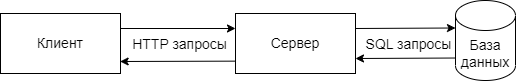 Клиент
HTTP запросы
Сервер
SQL запросы
База
данных